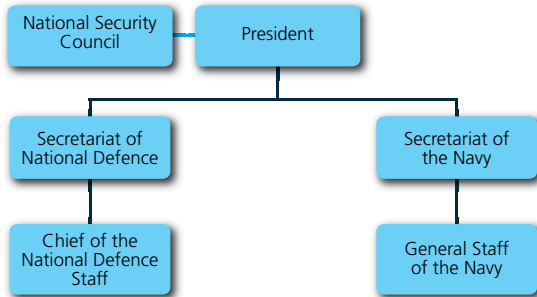 National Security
Council
President
Secretariat of
National Defence
Secretariat of
the Navy
Chief of the
National Defence
Staff
General Staff
of the Navy